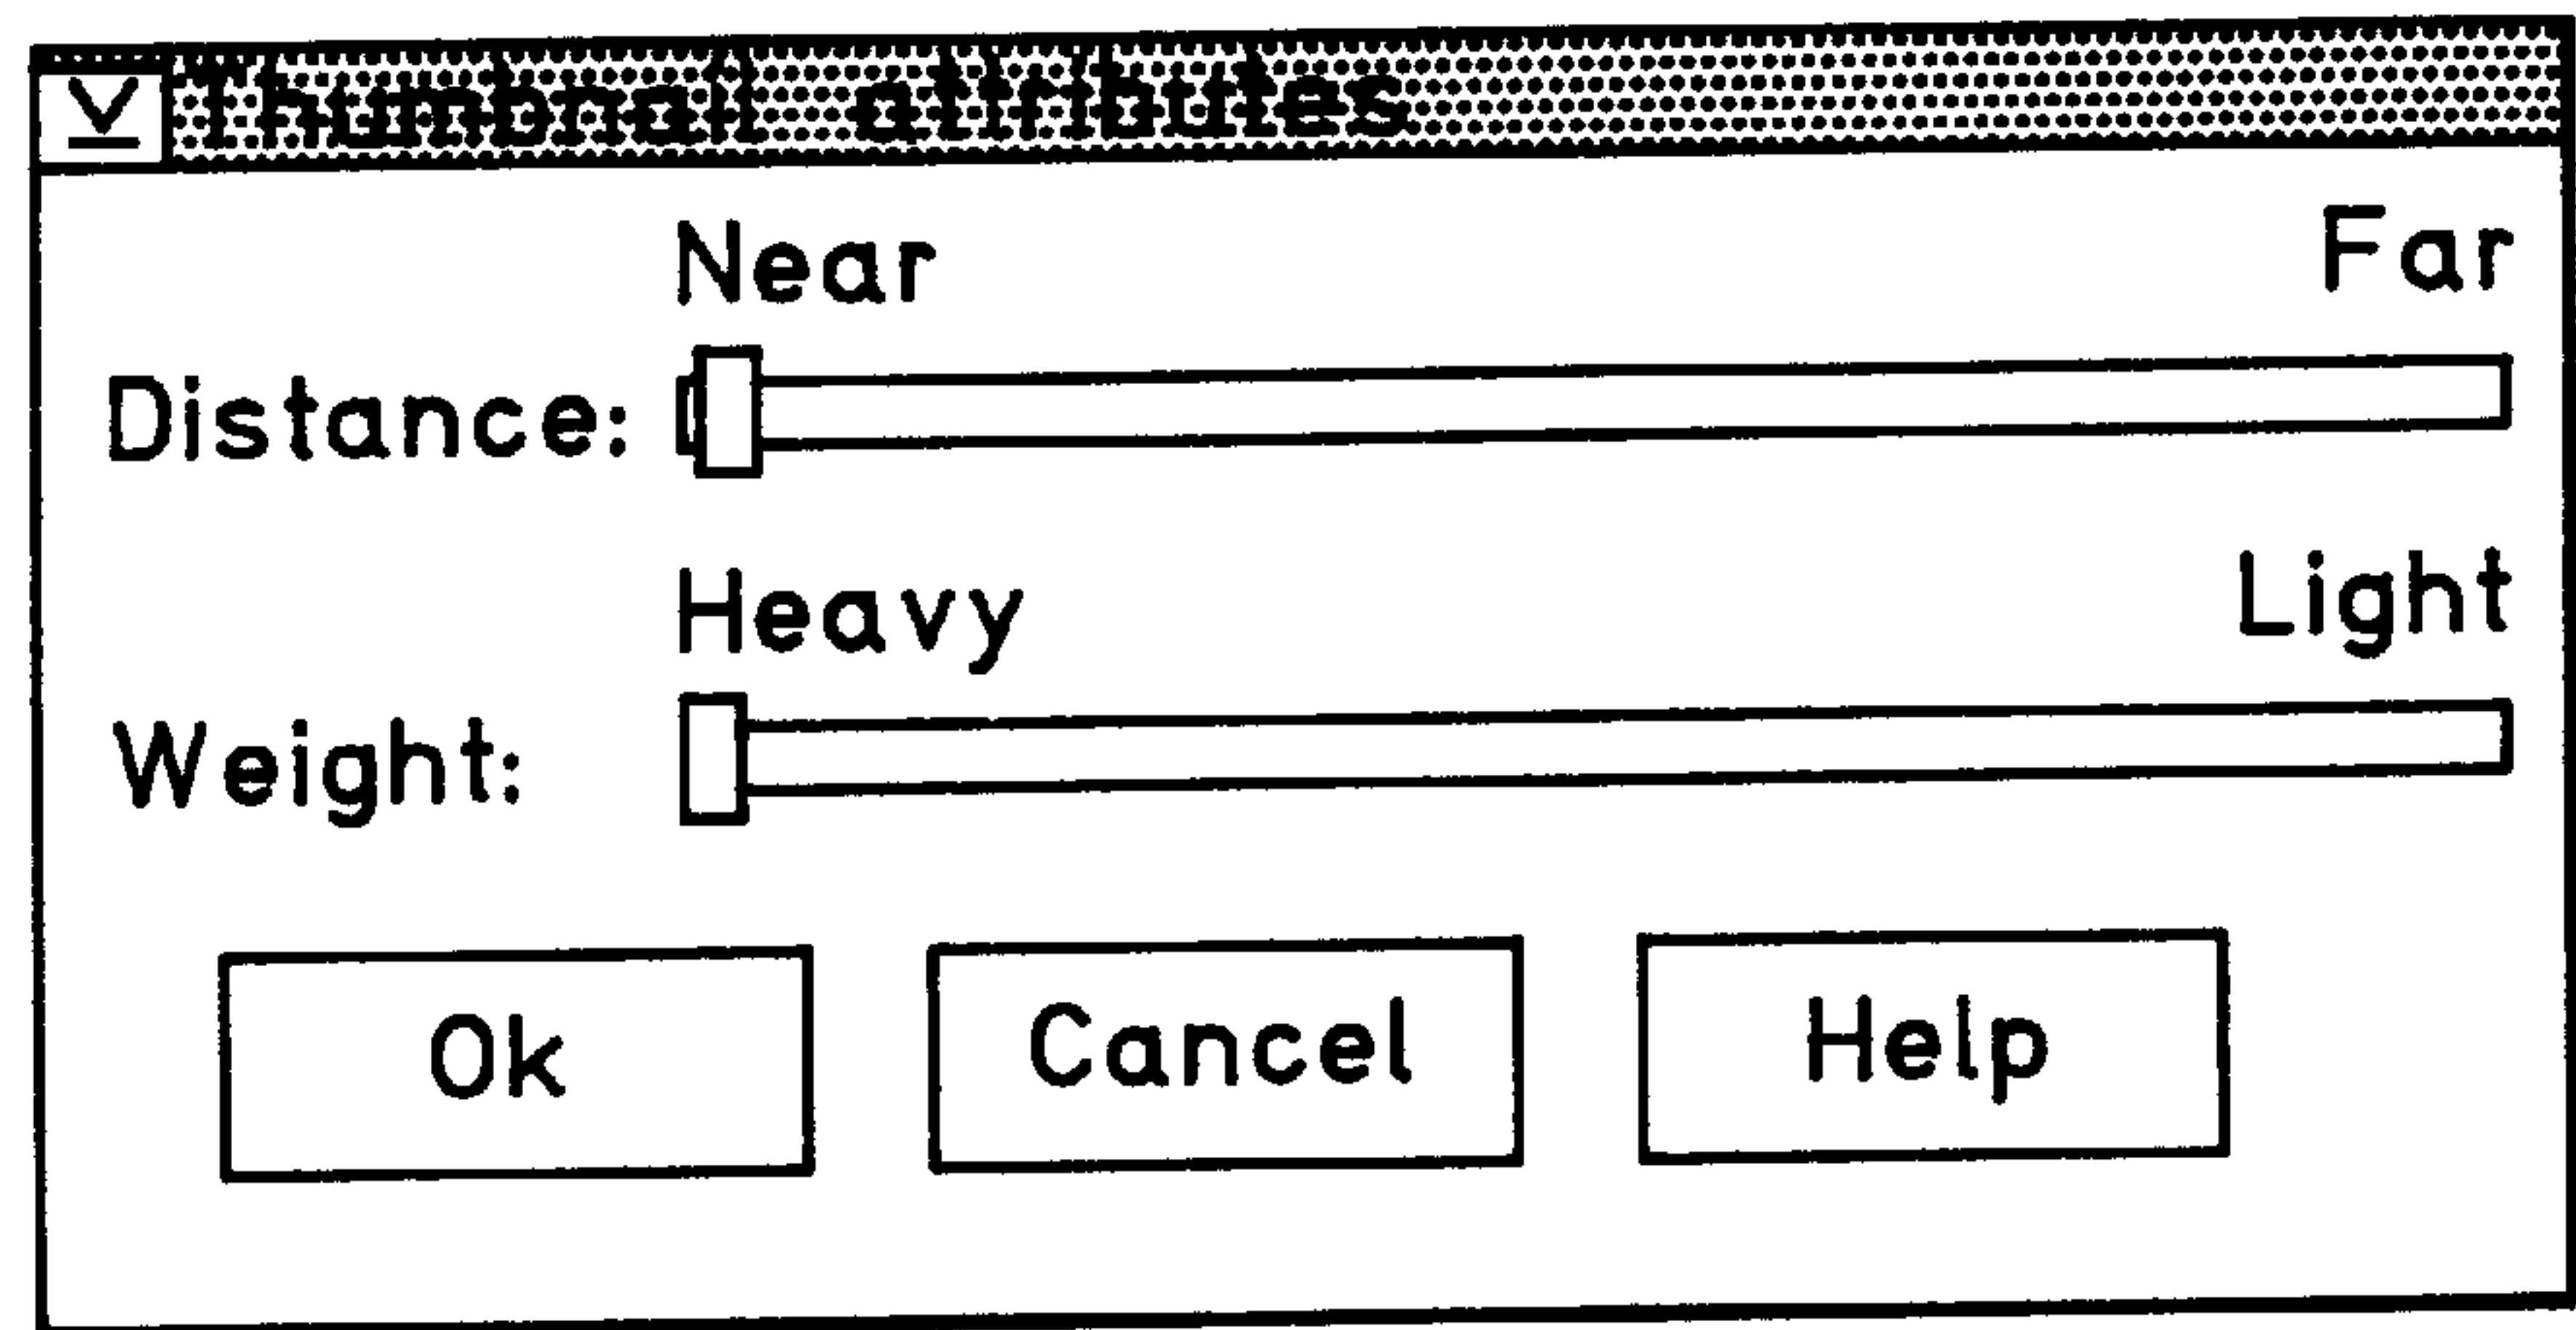 Thumbnail attributes
Near Far
Distance:
Heavy Light
Weight:
Ok Cancel Help